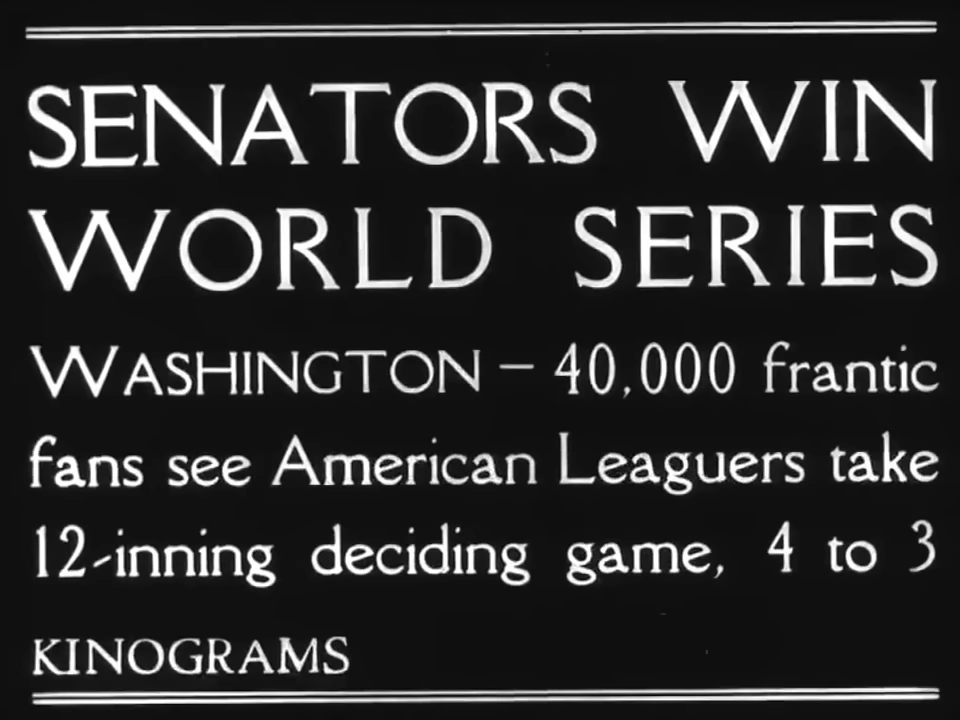 SENATORS WIN
WORLD SERIES
WASHINGTON – 40,000 frantic
fans see American Leaguers take
12-inning deciding game, 4 to 3
KINOGRAMS